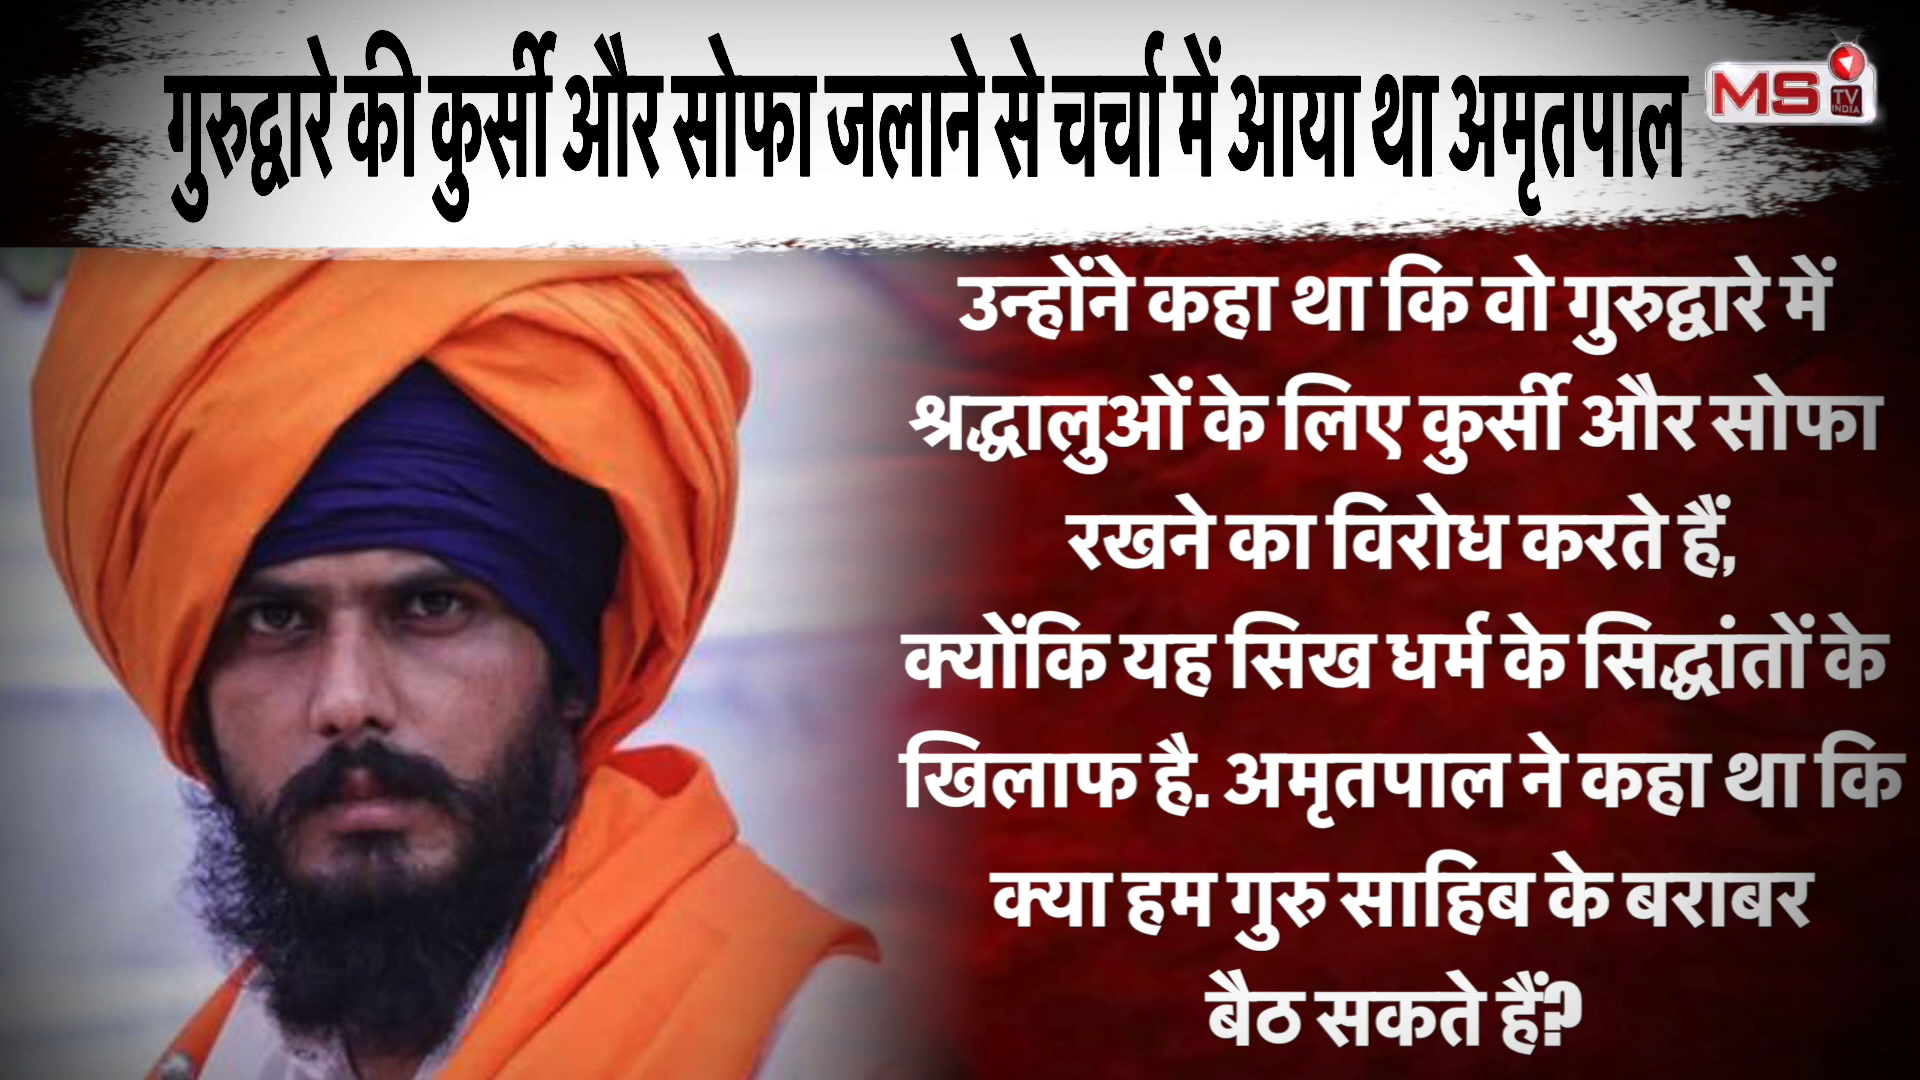 गुरुद्वारे की कुर्सी और सोफा जलाने से चर्चा में आया था अमृतपाल
MS TV INDIA
उन्होंने कहा था कि वो गुरुद्वारे में
श्रद्धालुओं के लिए कुर्सी और सोफा
रखने का विरोध करते हैं,
क्योंकि यह सिख धर्म के सिद्धांतों के
खिलाफ है. अमृतपाल ने कहा था कि
क्या हम गुरु साहिब के बराबर
बैठ सकते हैं?